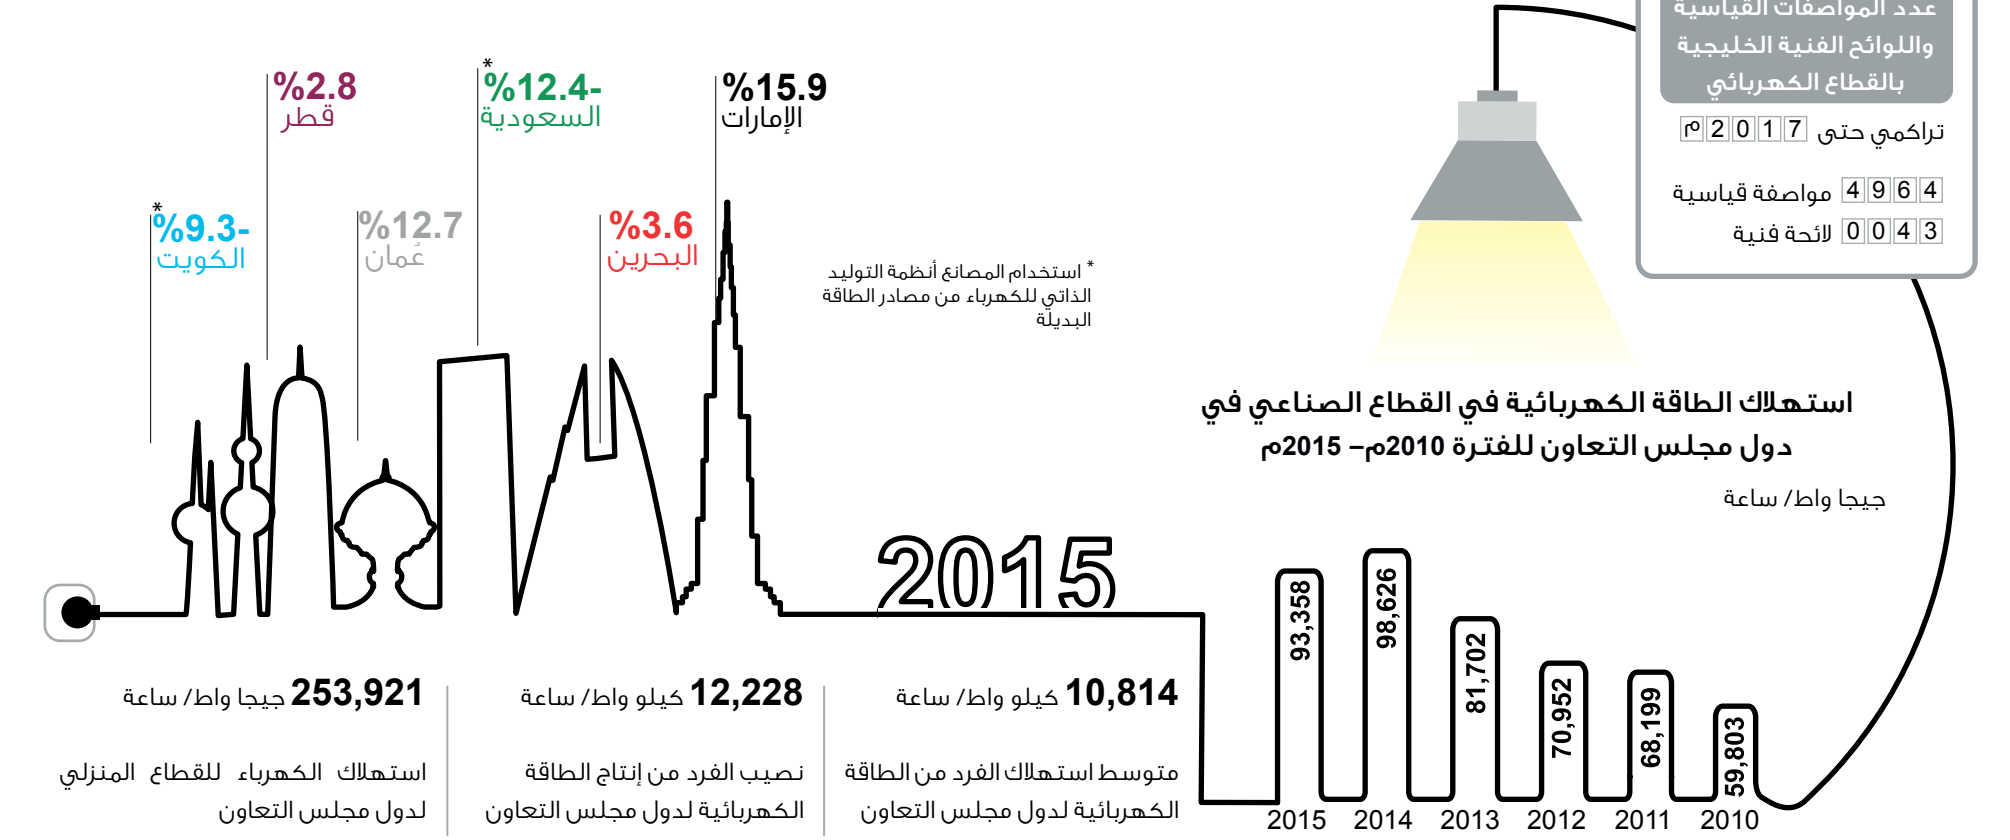 عدد المواصفات القياسية
واللوائح الفنية الخليجية
بالقطاع الكهربائي
تراكمي حتى 2017م
4964 مواصفة قياسية
0043 لائحة فنية
%15.9
الإمارات
*
%12.4-
السعودية
%2.8
قطر
%3.6
البحرين
%12.7
عُمان
*
%9.3-
الكويت
* استخدام المصانع أنظمة التوليد
الذاتي للكهرباء من مصادر الطاقة
البديلة
استهلاك الطاقة الكهربائية في القطاع الصناعي في
دول مجلس التعاون للفترة 2010م– 2015م
جيجا واط/ ساعة
59,803
68,199
70,952
81,702
98,626
93,358
2010
2011
2012
2013
2014
2015
2015
10,814 كيلو واط/ ساعة
متوسط استهلاك الفرد من الطاقة
الكهربائية لدول مجلس التعاون
12,228 كيلو واط/ ساعة
نصيب الفرد من إنتاج الطاقة
الكهربائية لدول مجلس التعاون
253,921 جيجا واط/ ساعة
استهلاك الكهرباء للقطاع المنزلي
لدول مجلس التعاون